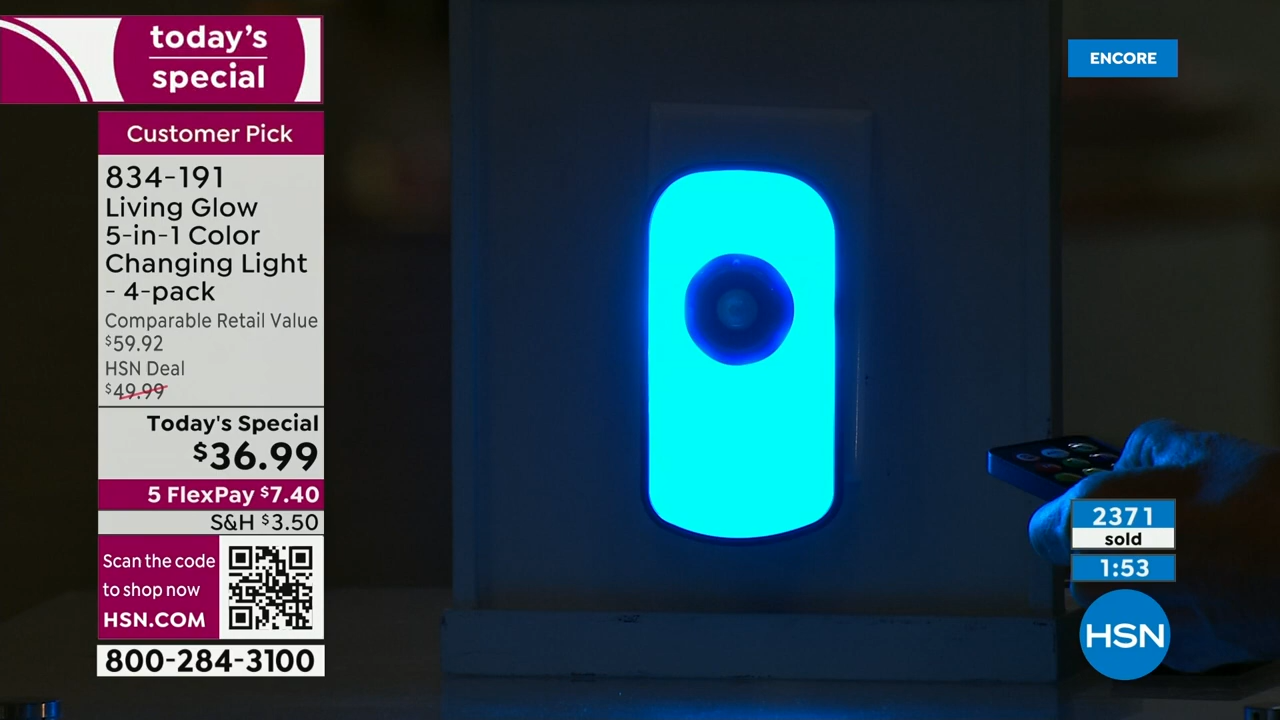 today's
special
Customer Pick
834-191
Living Glow
5-in-1 Color
Changing Light
- 4-pack
Comparable Retail Value
$59.92
HSN Deal
$49.99
Today's Special
$36.99
5 FlexPay $7.40
S&H $3.50
Scan the code
to shop now
HSN.COM
800-284-3100
ENCORE
2371
sold
1:53
HSN